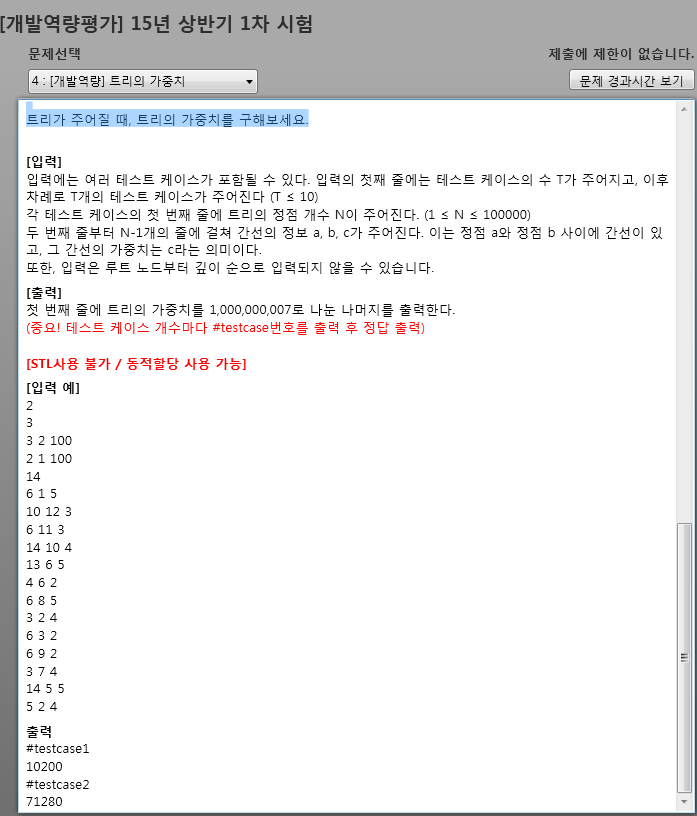 [개발역량평가] 15년 상반기 1차 시험
문제선택
제출에 제한이 없습니다.
4 : [개발역량] 트리의 가중치
문제 경과시간 보기
트리가 주어질 때, 트리의 가중치를 구해보세요.
[입력]
입력에는 여러 테스트 케이스가 포함될 수 있다. 입력의 첫째 줄에는 테스트 케이스의 수 T가 주어지고, 이후
차례로 T개의 테스트 케이스가 주어진다 (T ≤ 10)
각 테스트 케이스의 첫 번째 줄에 트리의 정점 개수 N이 주어진다. (1 ≤ N ≤ 100000)
두 번째 줄부터 N-1개의 줄에 걸쳐 간선의 정보 a, b, c가 주어진다. 이는 정점 a와 정점 b 사이에 간선이 있
고, 그 간선의 가중치는 c라는 의미이다.
또한, 입력은 루트 노드부터 깊이 순으로 입력되지 않을 수 있습니다.
[출력]
첫 번째 줄에 트리의 가중치를 1,000,000,007로 나눈 나머지를 출력한다.
(중요! 테스트 케이스 개수마다 #testcase번호를 출력 후 정답 출력)
[STL사용 불가 / 동적할당 사용 가능]
[입력 예]
2
3
3 2 100
2 1 100
14
6 1 5
10 12 3
6 11 3
14 10 4
13 6 5
4 6 2
6 8 5
3 2 4
6 3 2
6 9 2
3 7 4
14 5 5
5 2 4
출력
#testcase1
10200
#testcase2
71280